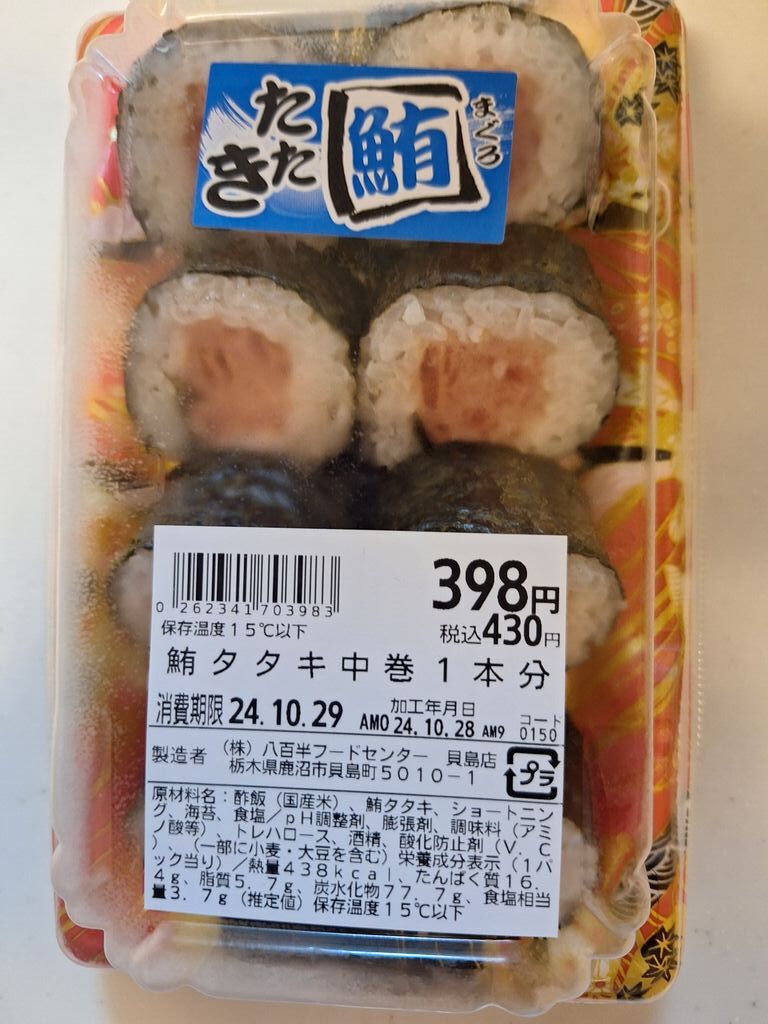 まぐろ
鮪
たたき
0 262341 703983
398円
税込430円
保存温度15℃以下
鮪タタキ中巻1本分
消費期限 24.10.29 AM0
加工年月日
24.10.28 AM9
コード
0150
製造者 (株)八百半フードセンター 貝島店
栃木県鹿沼市貝島町5010-1
プラ
原材料名:酢飯(国産米)、鮪タタキ、ショートニン
グ、海苔、食塩/pH調整剤、膨張剤、調味料(アミ
ノ酸等)、トレハロース、酒精、酸化防止剤(V.C
)、(一部に小麦・大豆を含む)栄養成分表示(1パ
ック当り)/熱量438kcal、たんぱく質16.
4g、脂質5.7g、炭水化物77.7g、食塩相当
量3.7g(推定値)保存温度15℃以下